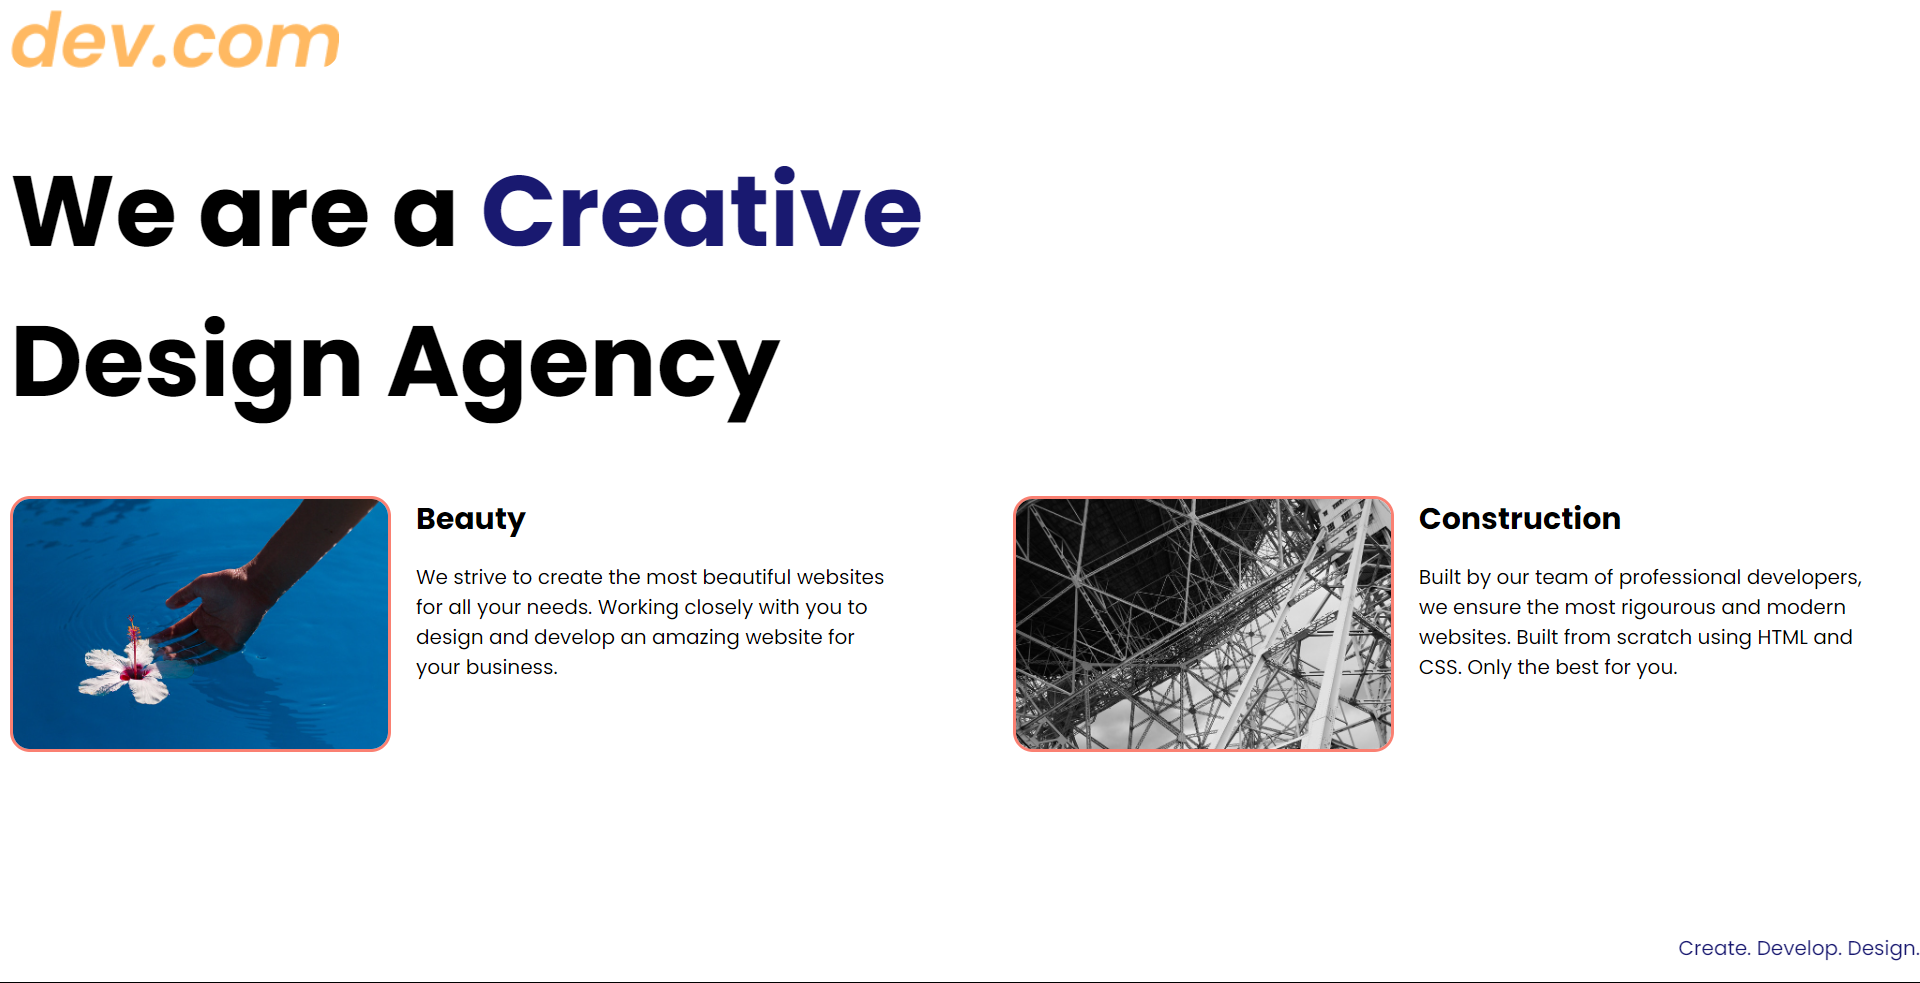 dev.com
We are a Creative
Design Agency
Beauty
We strive to create the most beautiful websites
for all your needs. Working closely with you to
design and develop an amazing website for
your business.
Construction
Built by our team of professional developers,
we ensure the most rigourous and modern
websites. Built from scratch using HTML and
CSS. Only the best for you.
Create. Develop. Design.